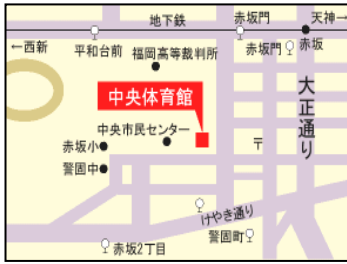 地下鉄
赤坂門
天神→
←西新
平和台前
福岡高等裁判所
赤坂門
赤坂
中央体育館
大正通り
中央市民センター
〒
赤坂小
警固中
けやき通り
警固町
赤坂2丁目